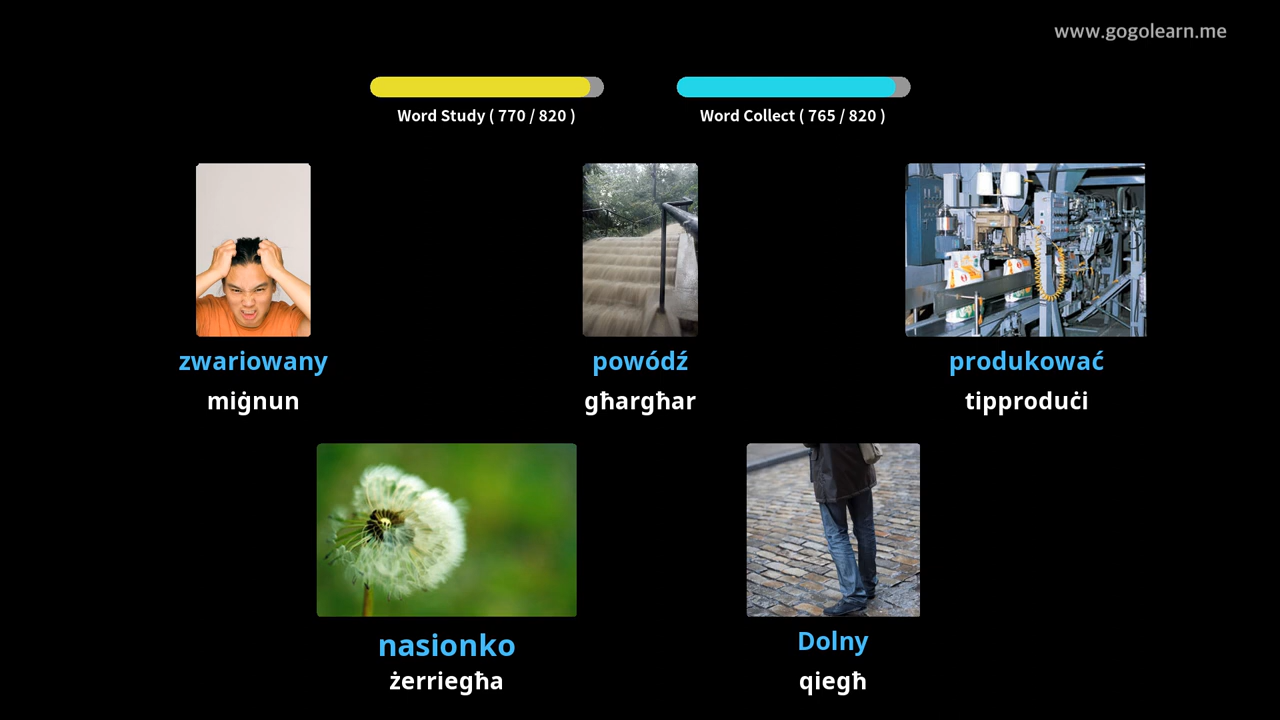 www.gogolearn.me
Word Study ( 770 / 820 )
Word Collect ( 765 / 820 )
zwariowany
miġnun
powódź
għargħar
produkować
tipproduċi
nasionko
żerriegħa
Dolny
qiegħ